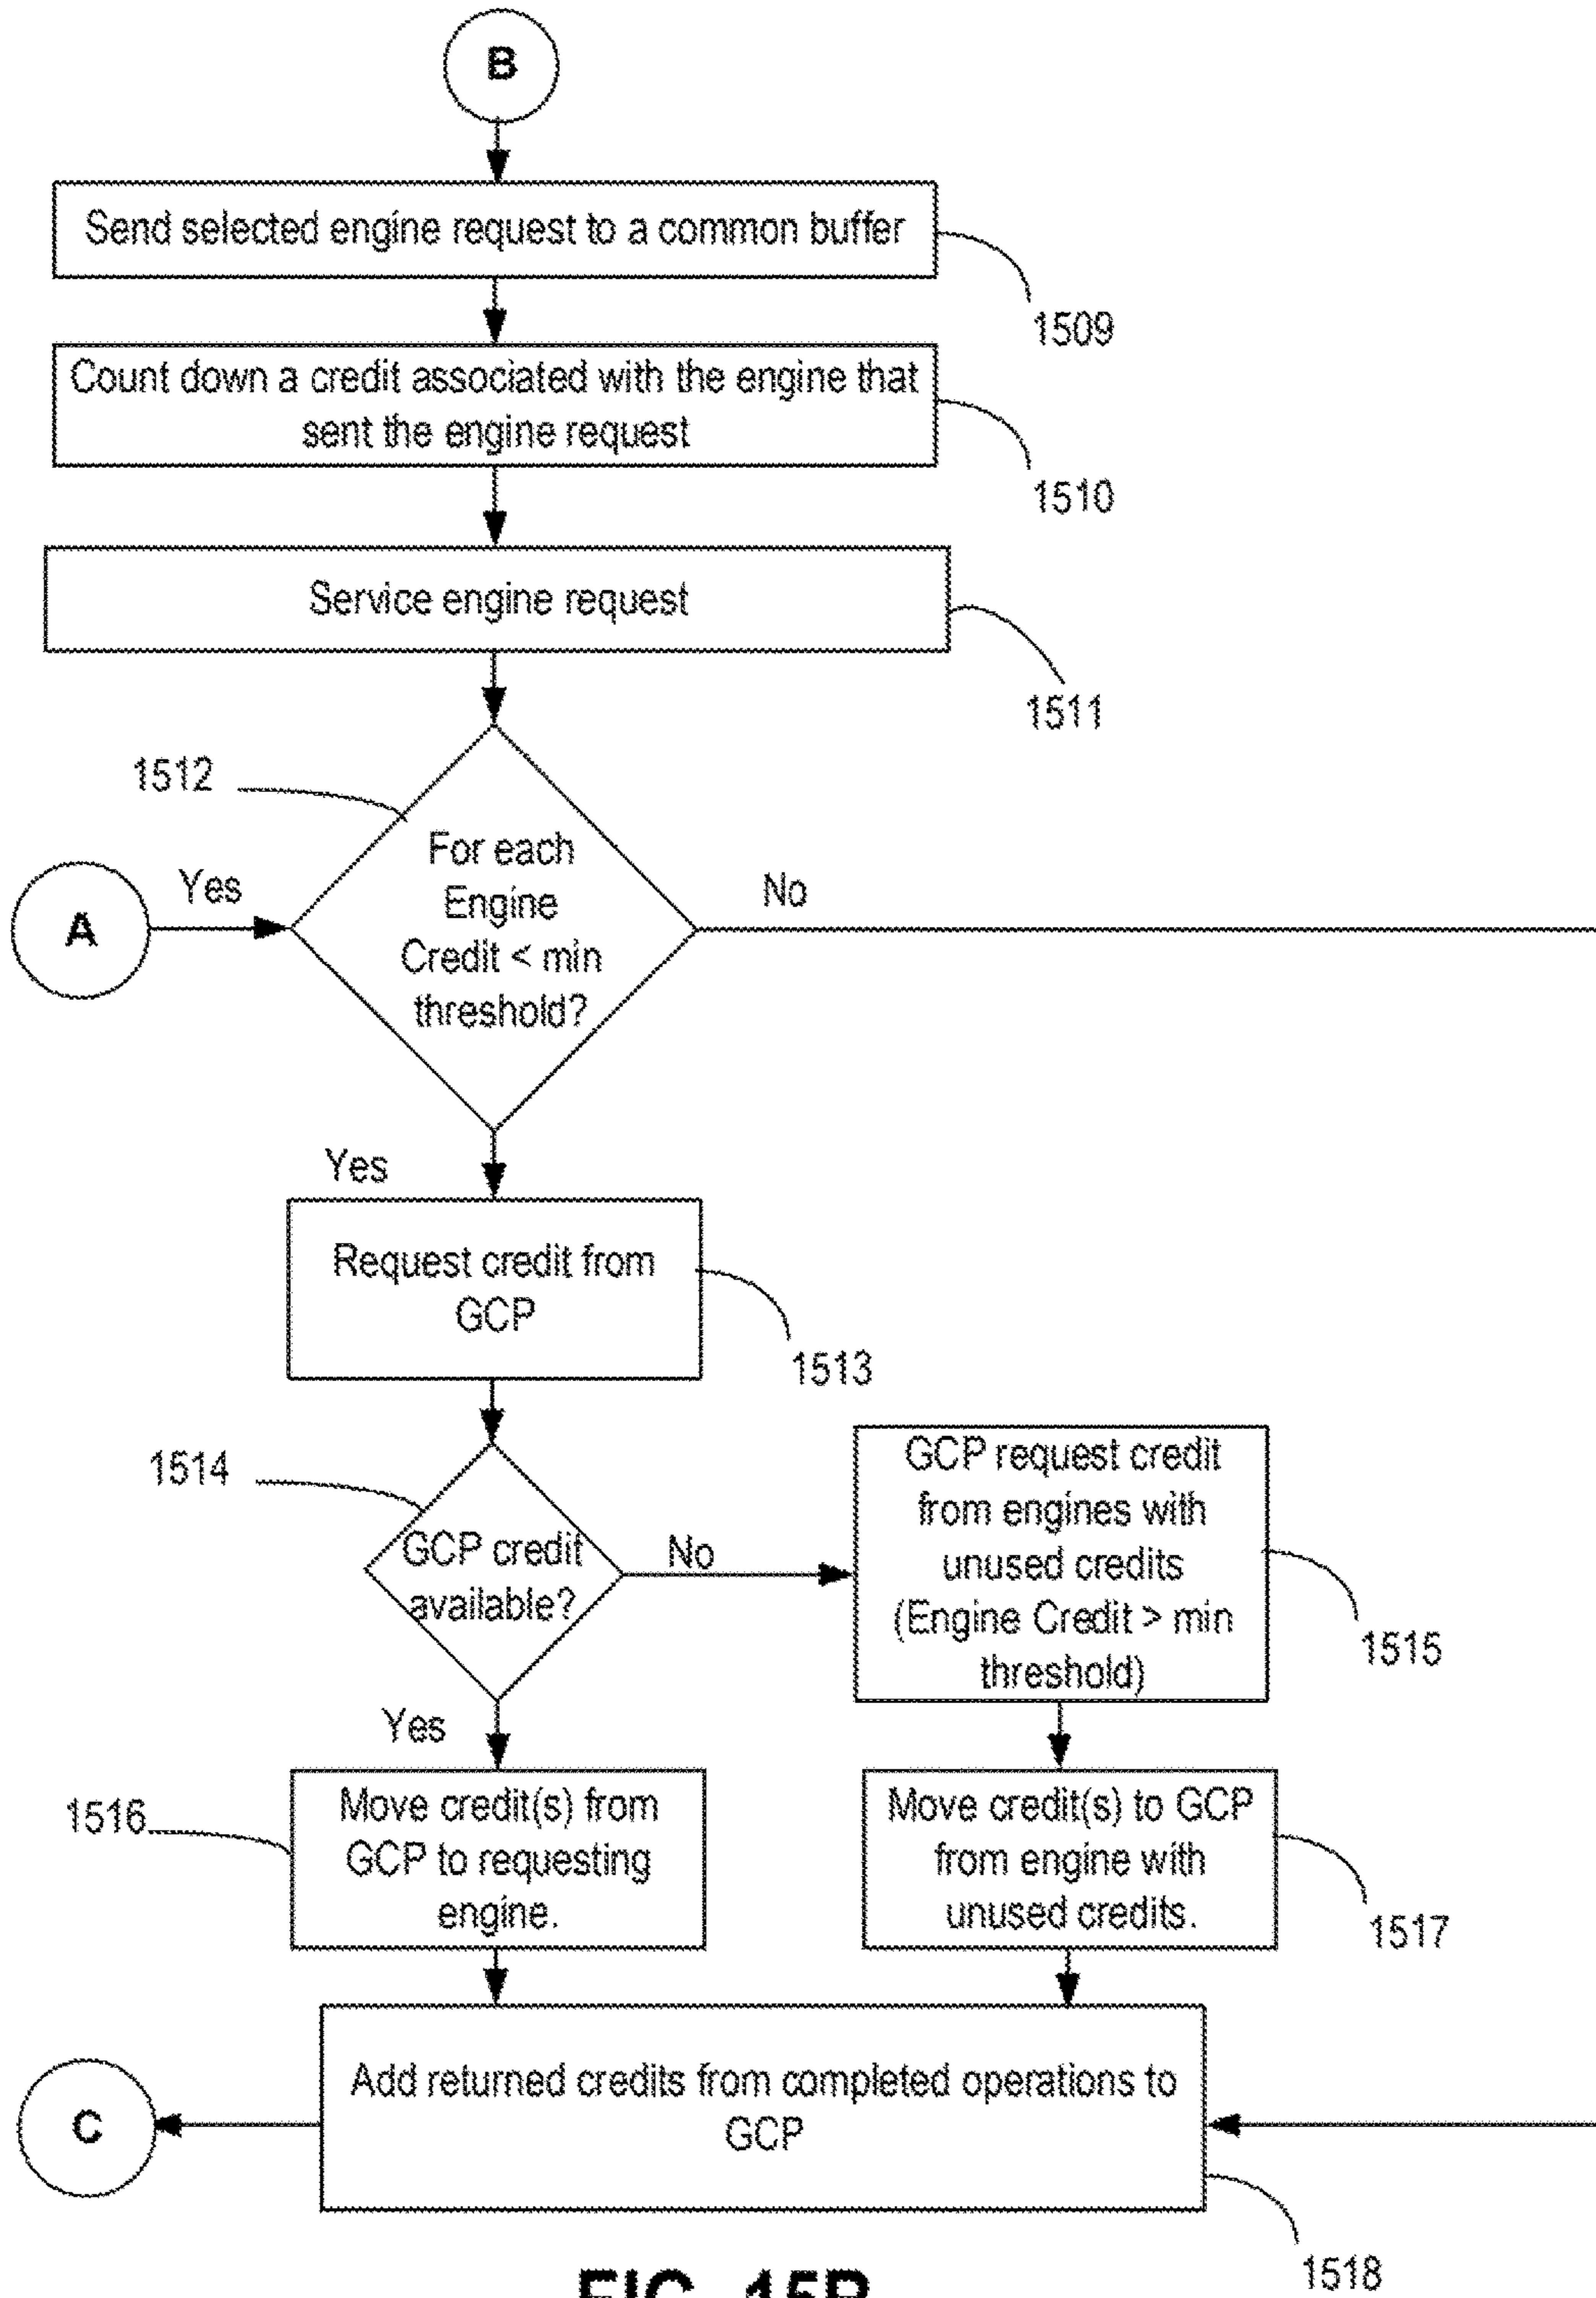 B
Send selected engine request to a common buffer
1509
Count down a credit associated with the engine that
sent the engine request
1510
Service engine request
1511
1512
For each
Engine
Credit < min
threshold?
A
Yes
No
Yes
Request credit from
GCP
1513
1514
GCP credit
available?
No
GCP request credit
from engines with
unused credits
(Engine Credit > min
threshold)
1515
Yes
1516
Move credit(s) from
GCP to requesting
engine.
Move credit(s) to GCP
from engine with
unused credits.
1517
Add returned credits from completed operations to
GCP
C
1518
FIG. 15B